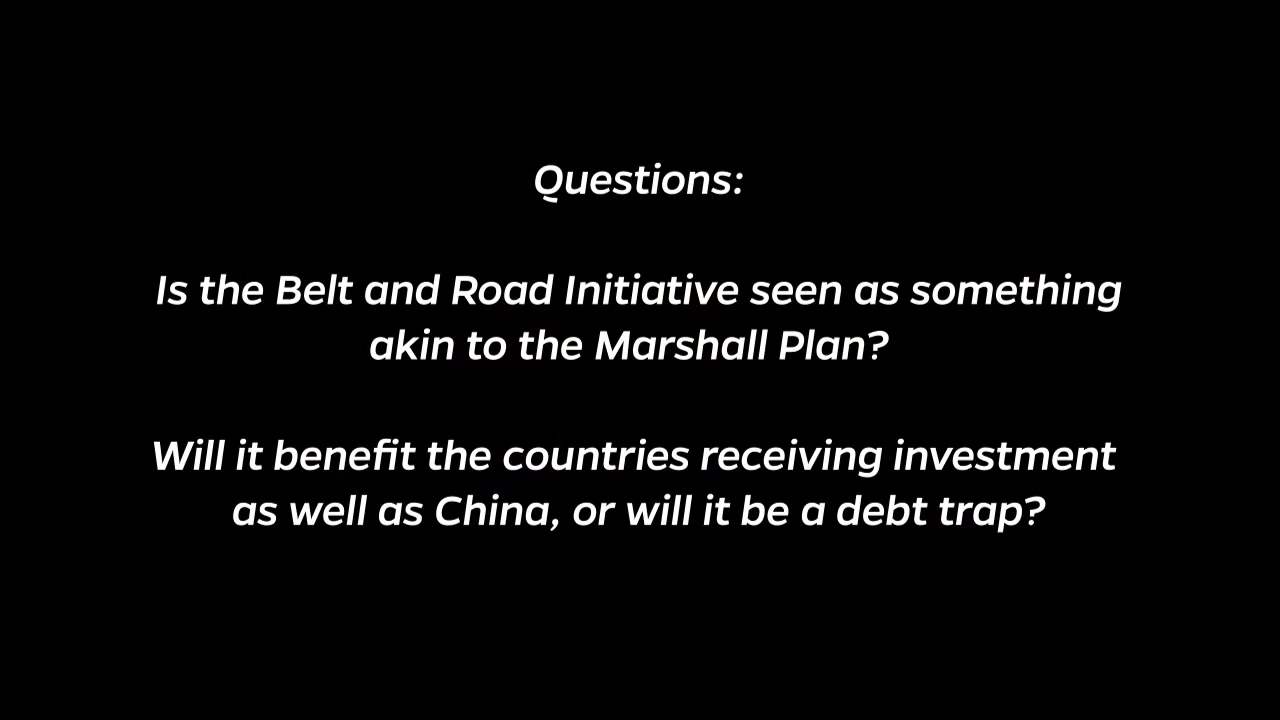 Questions:
Is the Belt and Road Initiative seen as something
akin to the Marshall Plan?
Will it benefit the countries receiving investment
as well as China, or will it be a debt trap?